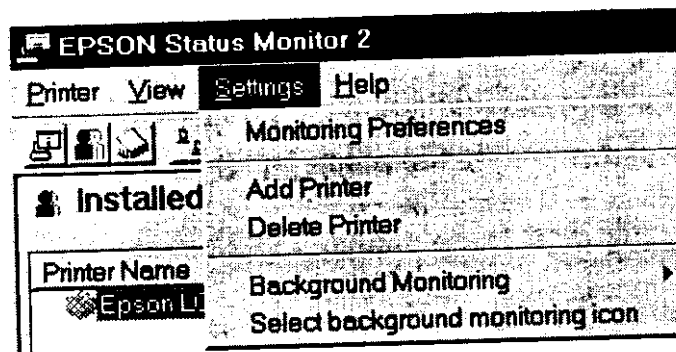 EPSON Status Monitor 2
Printer View Settings Help
Monitoring Preferences
Installed
Add Printer
Delete Printer
Printer Name
Background Monitoring
Epson
Select background monitoring icon